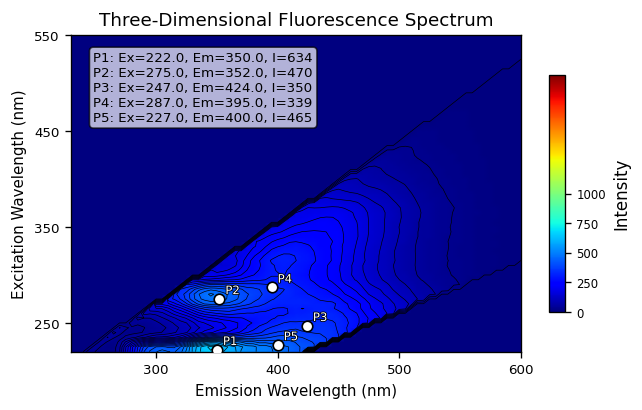 Three-Dimensional Fluorescence Spectrum
550
450
350
250
Excitation Wavelength (nm)
P1: Ex=222.0, Em=350.0, I=634
P2: Ex=275.0, Em=352.0, I=470
P3: Ex=247.0, Em=424.0, I=350
P4: Ex=287.0, Em=395.0, I=339
P5: Ex=227.0, Em=400.0, I=465
P4
P2
P3
P5
P1
300
400
500
600
Emission Wavelength (nm)
1000
750
500
250
0
Intensity